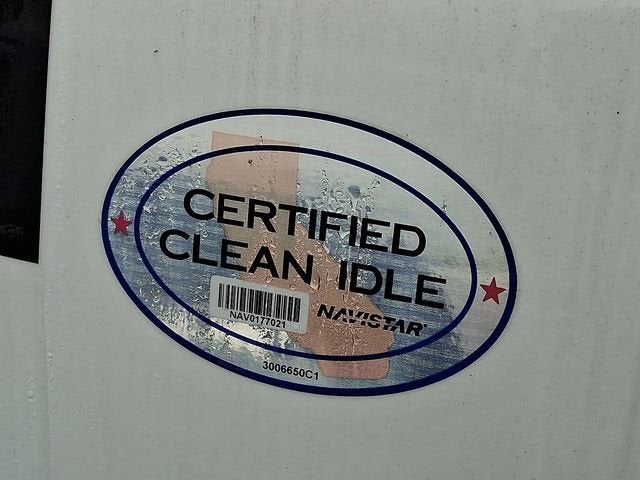 CERTIFIED
CLEAN IDLE
NAV0177021
NAVISTAR
3006650C1